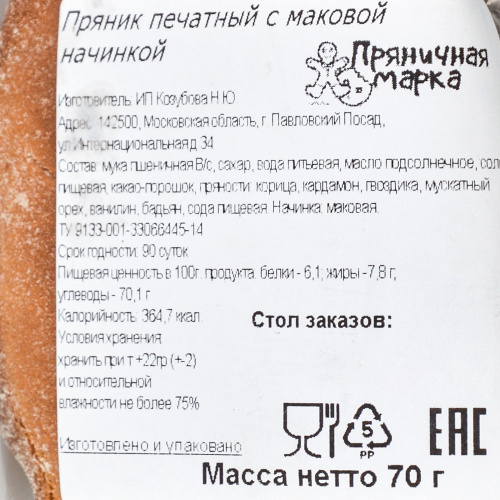 Пряник печатный с маковой
начинкой
Пряничная
марка
Изготовитель: ИП Козубова Н.Ю
Адрес: 142500, Московская область, г. Павловский Посад,
ул.Интернациональная д.34
Состав: мука пшеничная В/с, сахар, вода питьевая, масло подсолнечное, соль
пищевая, какао-порошок, пряности: корица, кардамон, гвоздика, мускатный
орех, ванилин, бадьян, сода пищевая. Начинка: маковая.
ТУ 9133-001-33066445-14
Срок годности: 90 суток
Пищевая ценность в 100г. продукта: белки - 6,1; жиры -7,8 г;
углеводы - 70,1 г
Калорийность: 364,7 ккал.
Условия хранения:
хранить при т +22гр (+-2)
и относительной
влажности не более 75%
Стол заказов:
Изготовлено и упаковано
5
PP
EAC
Масса нетто 70 г